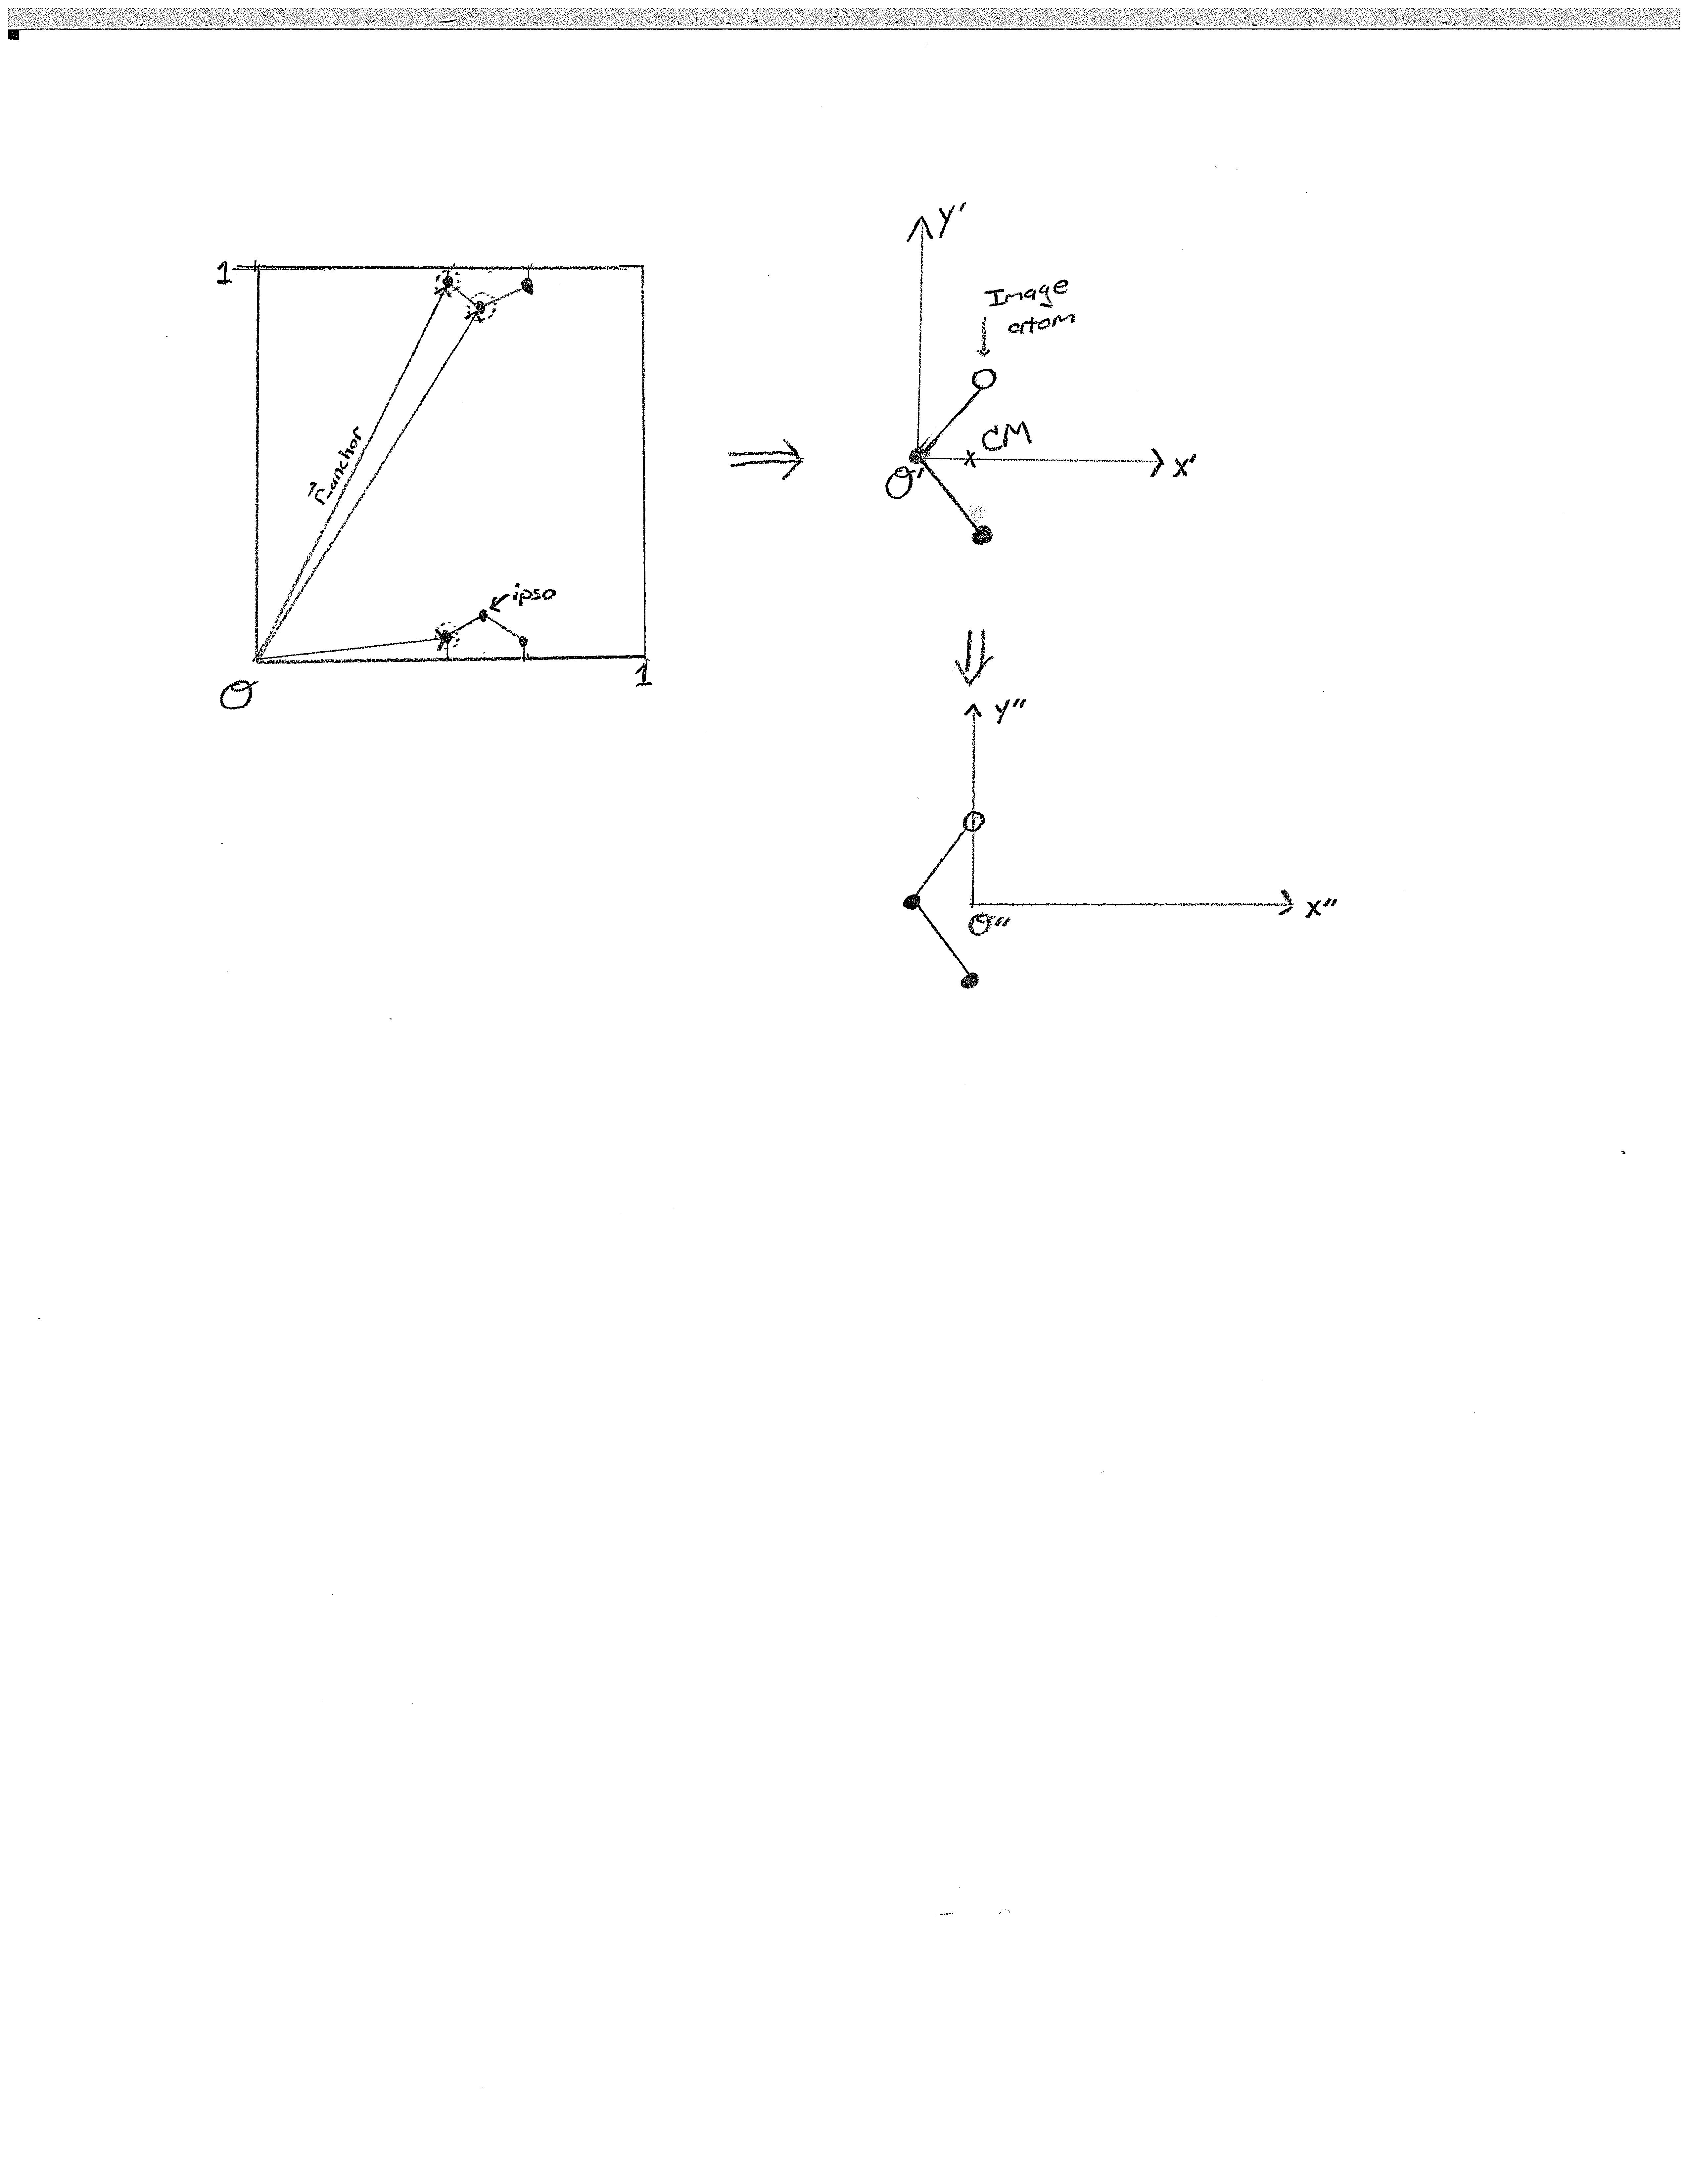 1
r_anchor
ipso
O
1
Y'
Image
atom
CM
O'
X'
Y"
O"
X"